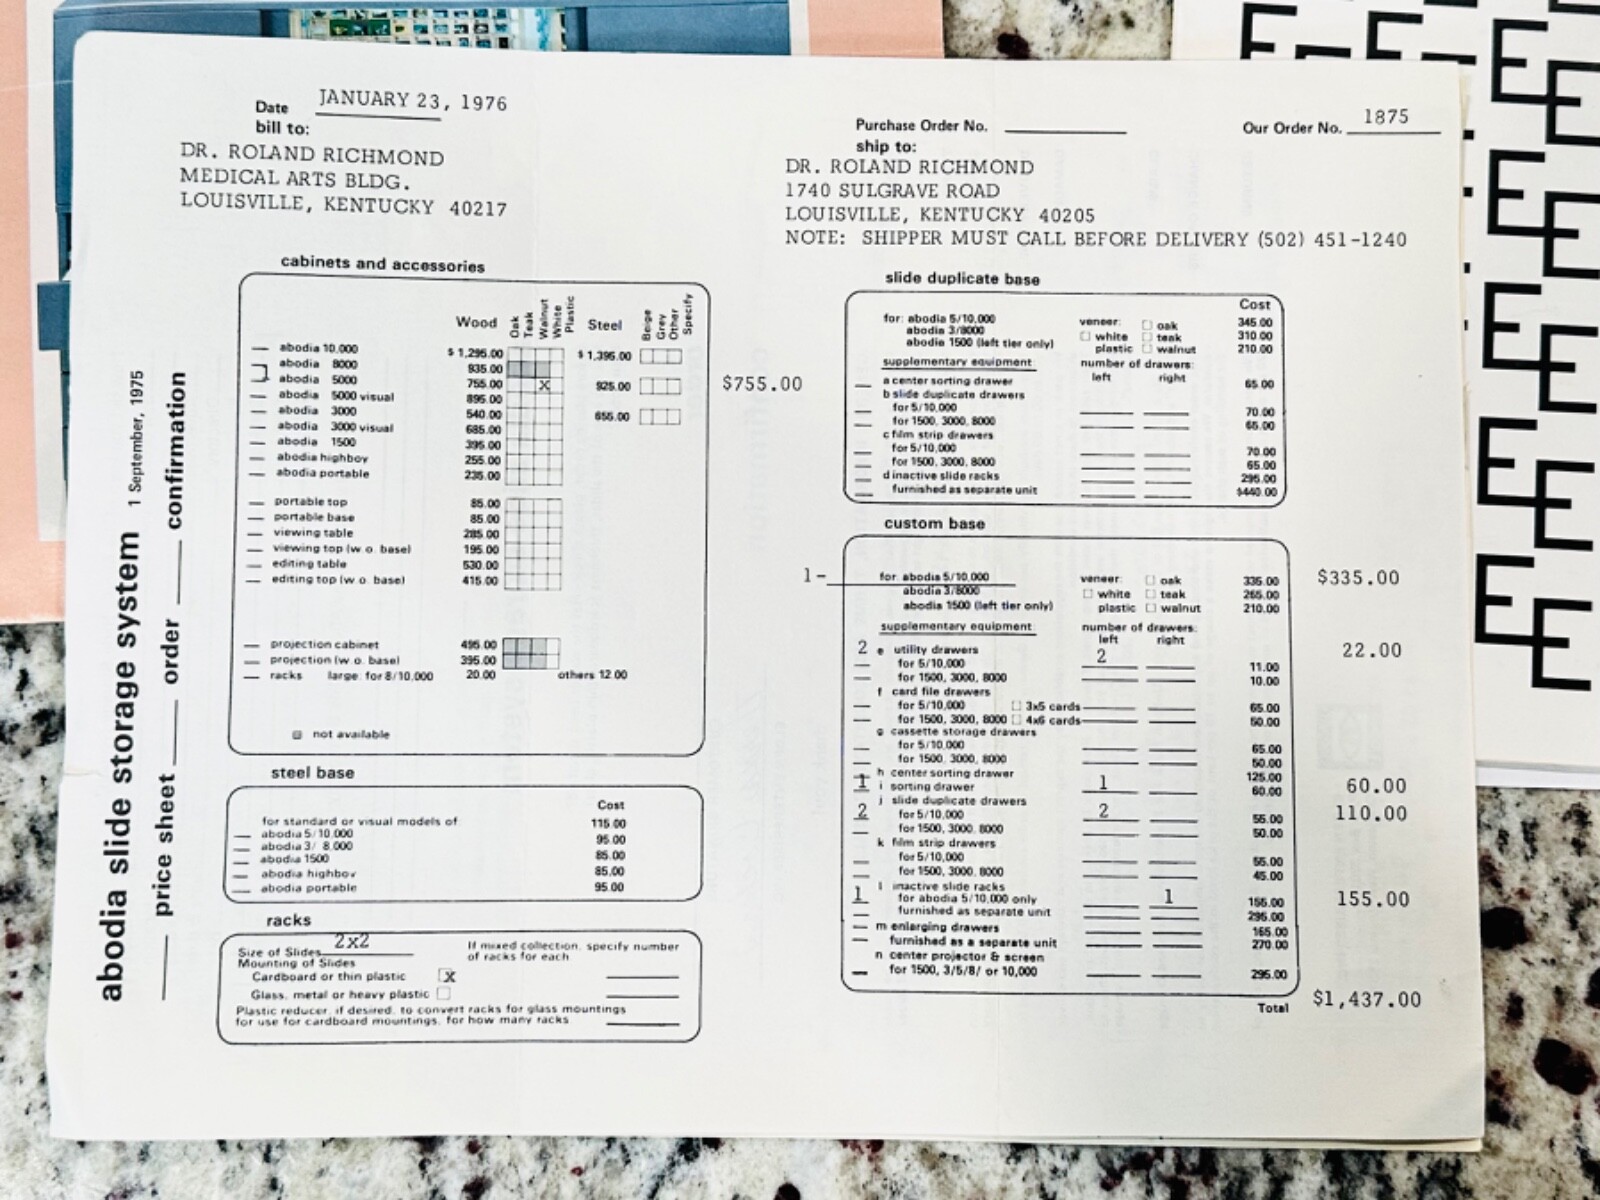 Date JANUARY 23, 1976
bill to:
DR. ROLAND RICHMOND
MEDICAL ARTS BLDG.
LOUISVILLE, KENTUCKY 40217
Purchase Order No.
Our Order No. 1875
ship to:
DR. ROLAND RICHMOND
1740 SULGRAVE ROAD
LOUISVILLE, KENTUCKY 40205
NOTE: SHIPPER MUST CALL BEFORE DELIVERY (502) 451-1240
abodia slide storage system 1 September, 1975
price sheet order confirmation
cabinets and accessories
Wood Oak Teak Walnut White Plastic Steel Beige Grey Other Specify
abodia 10,000 $ 1,295.00 $ 1,395.00
abodia 8000 935.00
1 abodia 5000 755.00 X 925.00 $755.00
abodia 5000 visual 895.00
abodia 3000 540.00 655.00
abodia 3000 visual 685.00
abodia 1500 395.00
abodia highboy 255.00
abodia portable 235.00
portable top 85.00
portable base 85.00
viewing table 285.00
viewing top (w.o. base) 195.00
editing table 530.00
editing top (w.o. base) 415.00
projection cabinet 495.00
projection (w.o. base) 395.00
racks large: for 8/10,000 20.00 others 12.00
not available
steel base
Cost
for standard or visual models of 115.00
abodia 5/10,000 95.00
abodia 3/ 8,000 85.00
abodia 1500 85.00
abodia highboy 95.00
abodia portable
racks
Size of Slides 2x2
Mounting of Slides
Cardboard or thin plastic X
Glass, metal or heavy plastic
If mixed collection, specify number
of racks for each
Plastic reducer, if desired, to convert racks for glass mountings
for use for cardboard mountings, for how many racks
slide duplicate base
Cost
for: abodia 5/10,000 veneer: oak 345.00
abodia 3/8000 white teak 310.00
abodia 1500 (left tier only) plastic walnut 210.00
supplementary equipment number of drawers:
left right
a center sorting drawer 65.00
b slide duplicate drawers
for 5/10,000 70.00
for 1500, 3000, 8000 65.00
c film strip drawers
for 5/10,000 70.00
for 1500, 3000, 8000 65.00
d inactive slide racks 295.00
furnished as separate unit $440.00
custom base
1- for: abodia 5/10,000 veneer: oak 335.00 $335.00
abodia 3/8000 white teak 265.00
abodia 1500 (left tier only) plastic walnut 210.00
supplementary equipment number of drawers:
left right
2 e utility drawers 2 22.00
for 5/10,000 11.00
for 1500, 3000, 8000 10.00
f card file drawers
for 5/10,000 3x5 cards 65.00
for 1500, 3000, 8000 4x6 cards 50.00
g cassette storage drawers
for 5/10,000 65.00
for 1500, 3000, 8000 50.00
h center sorting drawer 125.00
1 i sorting drawer 1 60.00 60.00
j slide duplicate drawers
2 for 5/10,000 2 55.00 110.00
for 1500, 3000, 8000 50.00
k film strip drawers
for 5/10,000 55.00
for 1500, 3000, 8000 45.00
l inactive slide racks
1 for abodia 5/10,000 only 1 155.00 155.00
furnished as separate unit 295.00
m enlarging drawers 165.00
furnished as a separate unit 270.00
n center projector & screen
for 1500, 3/5/8/ or 10,000 295.00
Total $1,437.00